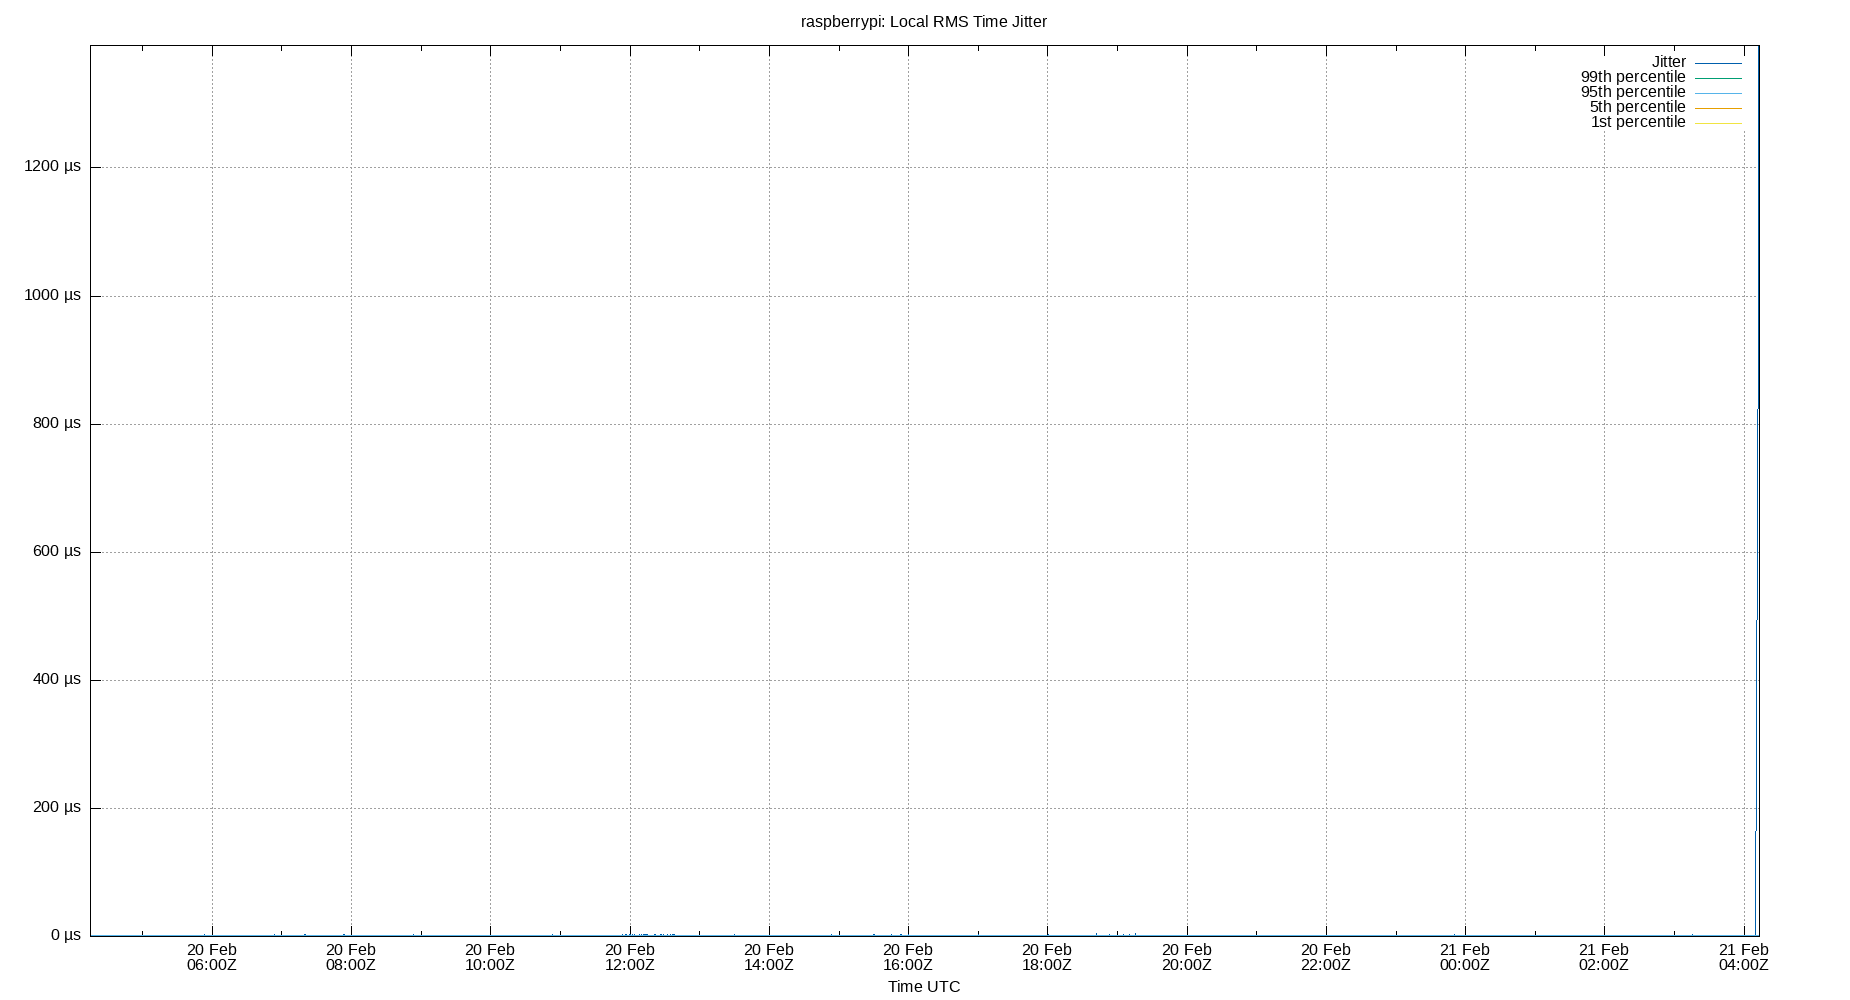 raspberrypi: Local RMS Time Jitter
Jitter
99th percentile
95th percentile
5th percentile
1st percentile
1200 µs
1000 µs
800 µs
600 µs
400 µs
200 µs
0 µs
20 Feb 20 Feb 20 Feb 20 Feb 20 Feb 20 Feb 20 Feb 20 Feb 20 Feb 21 Feb 21 Feb 21 Feb
06:00Z 08:00Z 10:00Z 12:00Z 14:00Z 16:00Z 18:00Z 20:00Z 22:00Z 00:00Z 02:00Z 04:00Z
Time UTC